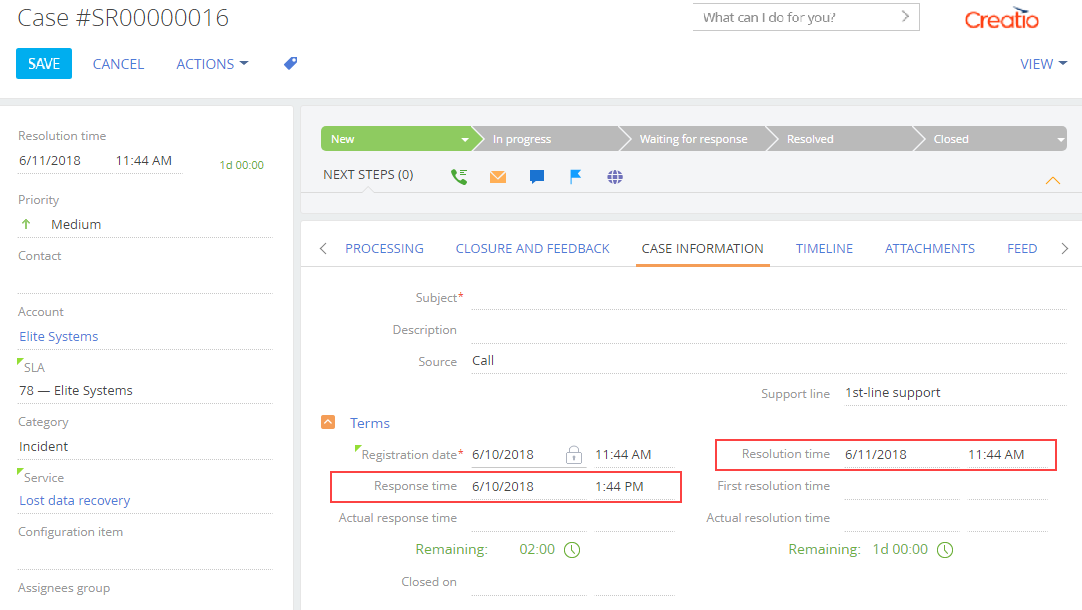 Case #SR00000016
What can I do for you?
Creatio
SAVE
CANCEL
ACTIONS
VIEW
Resolution time
6/11/2018 11:44 AM 1d 00:00
Priority
Medium
Contact
Account
Elite Systems
SLA
78 — Elite Systems
Category
Incident
Service
Lost data recovery
Configuration item
Assignees group
New In progress Waiting for response Resolved Closed
NEXT STEPS (0)
PROCESSING CLOSURE AND FEEDBACK CASE INFORMATION TIMELINE ATTACHMENTS FEED
Subject*
Description
Source Call
Support line 1st-line support
Terms
Registration date* 6/10/2018 11:44 AM
Resolution time 6/11/2018 11:44 AM
Response time 6/10/2018 1:44 PM
First resolution time
Actual response time
Actual resolution time
Remaining: 02:00
Remaining: 1d 00:00
Closed on